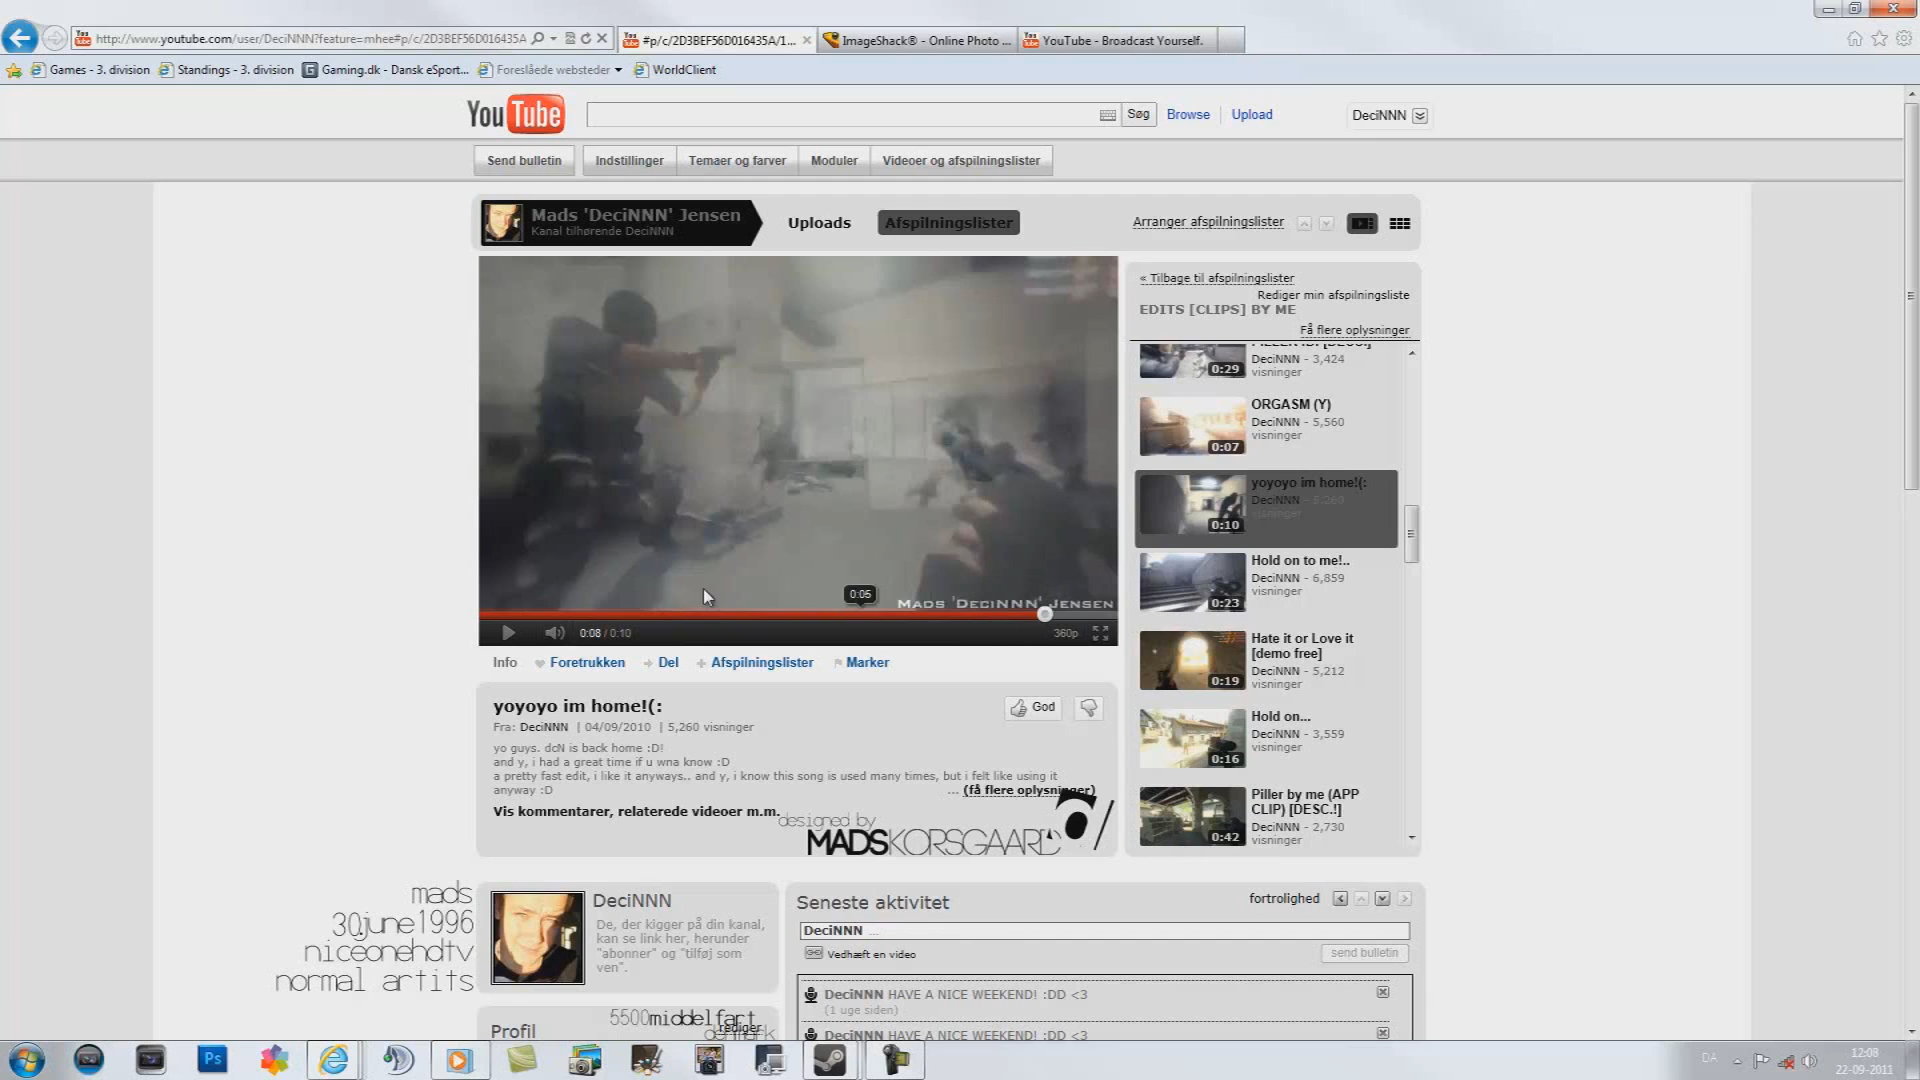 http://www.youtube.com/user/DeciNNN?feature=mhee#p/c/2D3BEF56D016435A
#p/c/2D3BEF56D016435A/1...
ImageShack® - Online Photo ...
YouTube - Broadcast Yourself.
Games - 3. division
Standings - 3. division
Gaming.dk - Dansk eSport...
Foreslåede websteder
WorldClient
YouTube
Søg
Browse
Upload
DeciNNN
Send bulletin
Indstillinger
Temaer og farver
Moduler
Videoer og afspilningslister
Mads 'DeciNNN' Jensen
Kanal tilhørende DeciNNN
Uploads
Afspilningslister
Arranger afspilningslister
« Tilbage til afspilningslister
Rediger min afspilningsliste
EDITS [CLIPS] BY ME
Få flere oplysninger
DeciNNN - 3,424
visninger
0:29
ORGASM (Y)
DeciNNN - 5,560
visninger
0:07
yoyoyo im home!(:
DeciNNN - 5,260
visninger
0:10
Hold on to me!..
DeciNNN - 6,859
visninger
0:23
Hate it or Love it
[demo free]
DeciNNN - 5,212
visninger
0:19
Hold on...
DeciNNN - 3,559
visninger
0:16
Piller by me (APP
CLIP) [DESC.!]
DeciNNN - 2,730
visninger
0:42
0:05
MADS 'DECINNN' JENSEN
0:08 / 0:10
360p
Info
Foretrukken
Del
Afspilningslister
Marker
yoyoyo im home!(:
God
Fra: DeciNNN | 04/09/2010 | 5,260 visninger
yo guys. dcN is back home :D!
and y, i had a great time if u wna know :D
a pretty fast edit, i like it anyways.. and y, i know this song is used many times, but i felt like using it
anyway :D
... (få flere oplysninger)
Vis kommentarer, relaterede videoer m.m.
designed by
MADSKORSGAARD
mads
30.june1996
niceonehdtv
normal artits
DeciNNN
De, der kigger på din kanal,
kan se link her, herunder
"abonner" og "tilføj som
ven".
Seneste aktivitet
fortrolighed
DeciNNN ...
Vedhæft en video
send bulletin
DeciNNN HAVE A NICE WEEKEND! :DD <3
(1 uge siden)
DeciNNN HAVE A NICE WEEKEND! :DD <3
Profil
5500middelfart
rediger
denmark
Ps
DA
12:08
22-09-2011